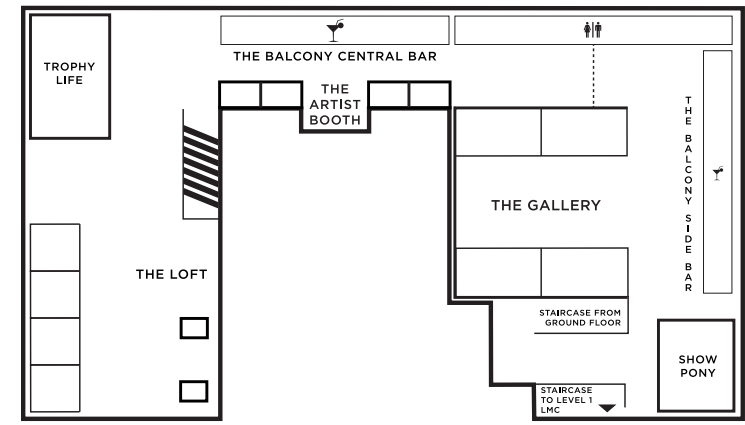 TROPHY
LIFE
THE BALCONY CENTRAL BAR
THE
ARTIST
BOOTH
THE BALCONY SIDE BAR
THE GALLERY
THE LOFT
STAIRCASE FROM
GROUND FLOOR
SHOW
PONY
STAIRCASE
TO LEVEL 1
LMC